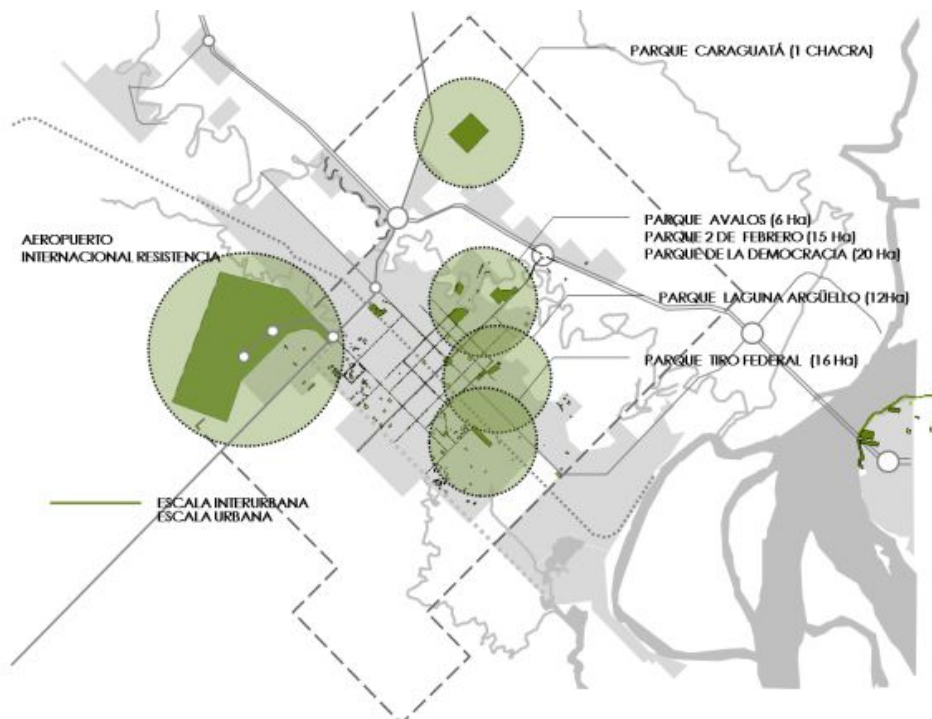 PARQUE CARAGUATÁ (1 CHACRA)
PARQUE AVALOS (6 Ha)
PARQUE 2 DE FEBRERO (15 Ha)
PARQUE DE LA DEMOCRACIA (20 Ha)
AEROPUERTO
INTERNACIONAL RESISTENCIA
PARQUE LAGUNA ARGÜELLO (12Ha)
PARQUE TIRO FEDERAL (16 Ha)
ESCALA INTERURBANA
ESCALA URBANA